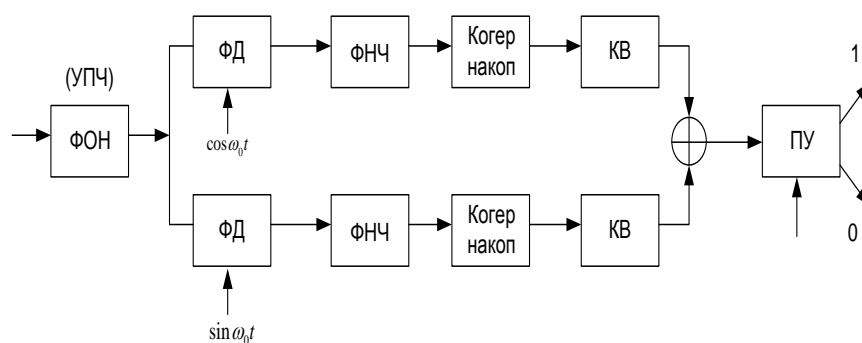 ФД
ФНЧ
Когер
накоп
КВ
1
(УПЧ)
ФОН
cos ω₀t
ПУ
ФД
ФНЧ
Когер
накоп
КВ
0
sin ω₀t